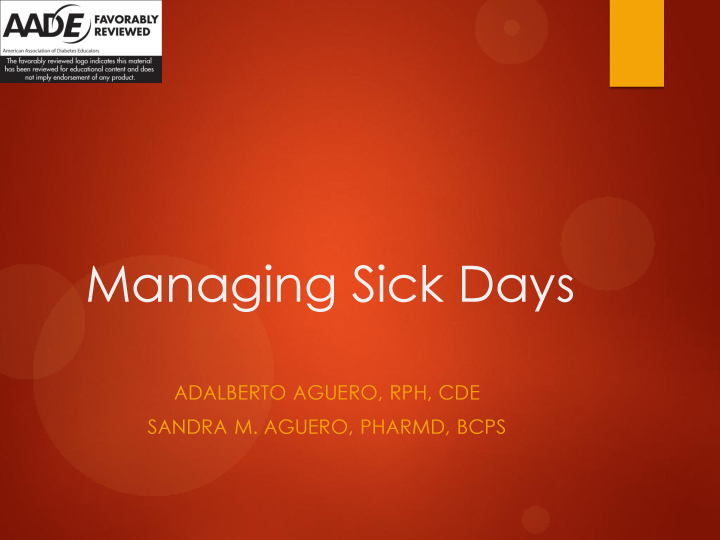 AADE FAVORABLY
REVIEWED
American Association of Diabetes Educators
The favorably reviewed logo indicates this material
has been reviewed for educational content and does
not imply endorsement of any product.
Managing Sick Days
ADALBERTO AGUERO, RPH, CDE
SANDRA M. AGUERO, PHARMD, BCPS